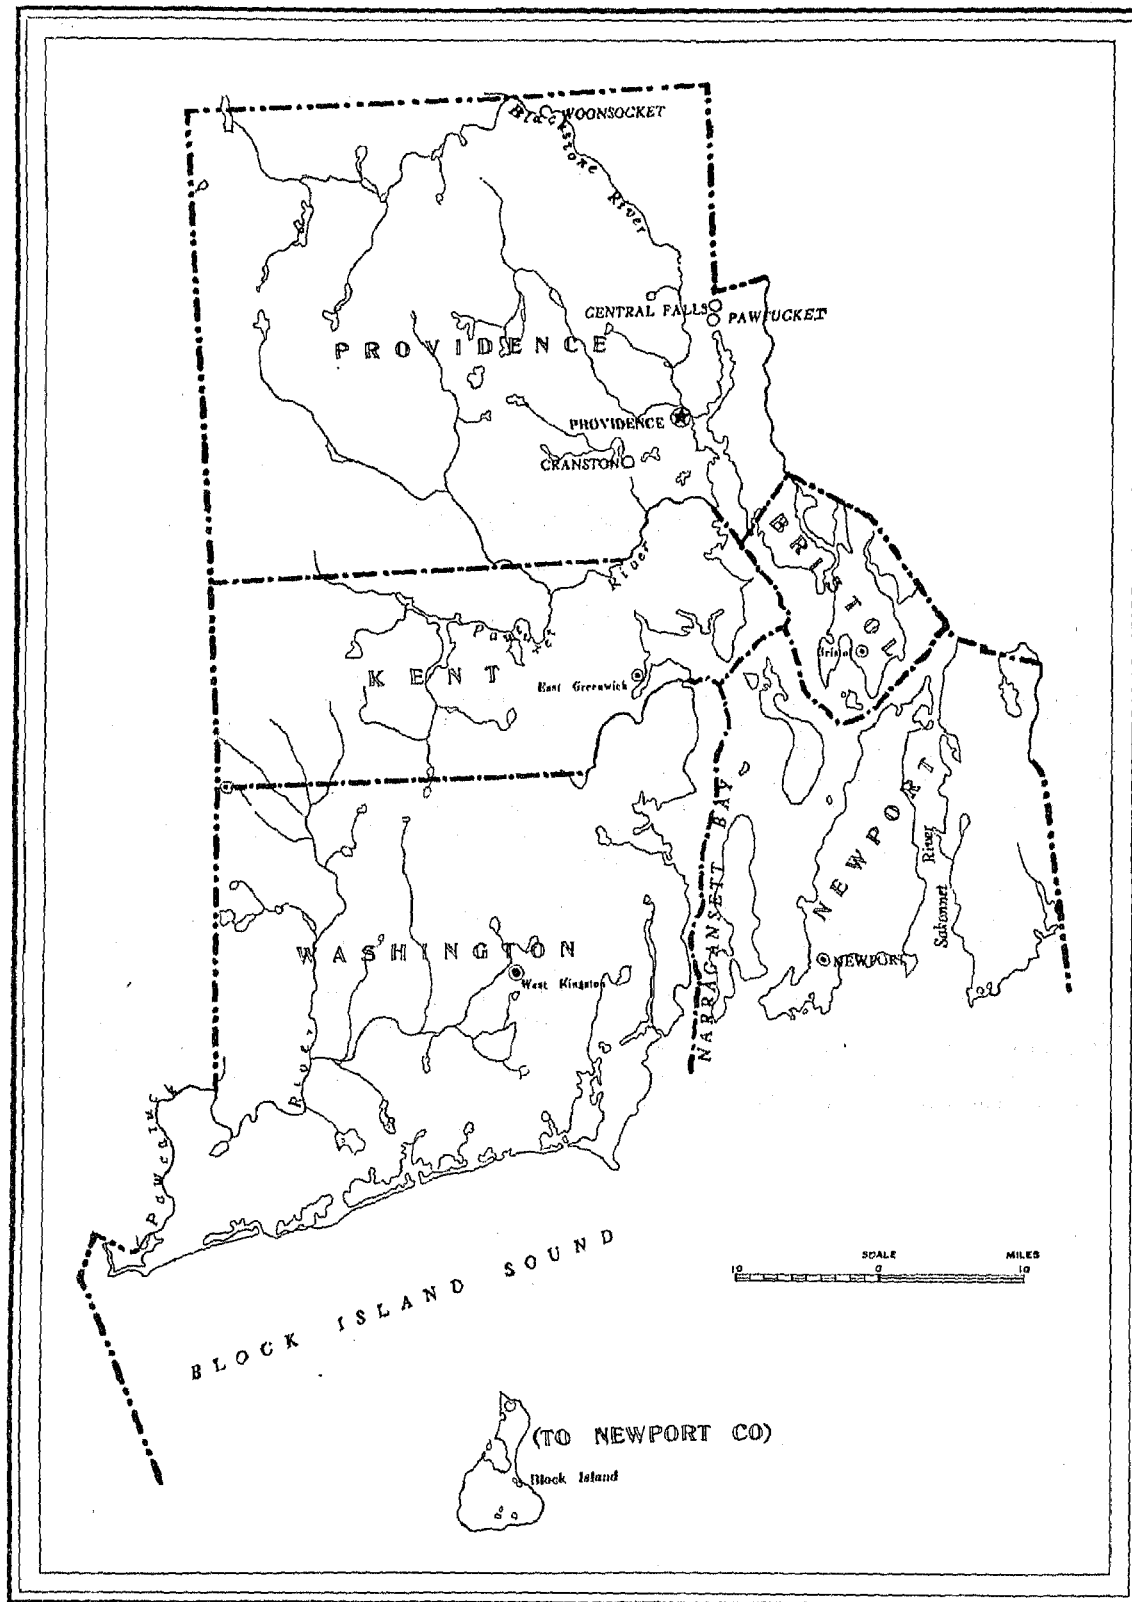 WOONSOCKET
Blackstone River
CENTRAL FALLS
PAWTUCKET
PROVIDENCE
PROVIDENCE
CRANSTON
BRISTOL
River
Bristol
KENT
East Greenwich
NEWPORT
NARRAGANSETT BAY
Sakonnet River
NEWPORT
WASHINGTON
West Kingston
River
Pawcatuck
SCALE MILES
10 0 10
BLOCK ISLAND SOUND
(TO NEWPORT CO)
Block Island